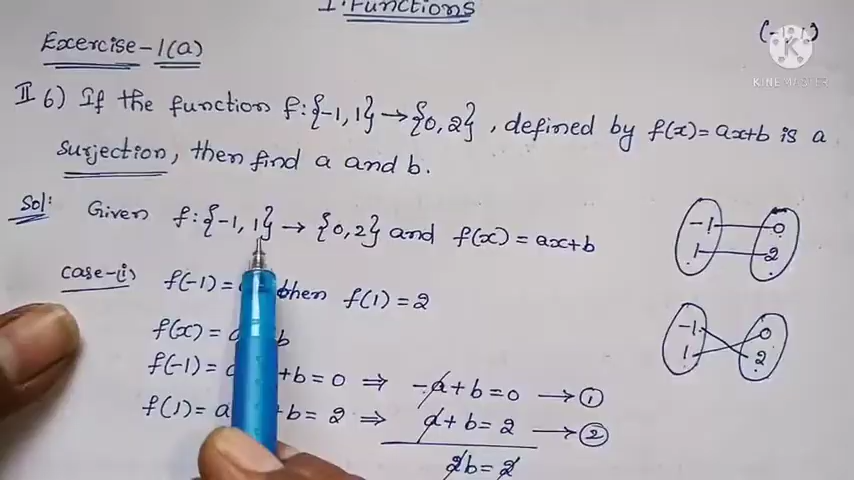 1. Functions
Exercise-1(a)
(-1,1)
K
KINEMASTER
II 6) If the function f:{-1,1}→{0,2}, defined by f(x)=ax+b is a
surjection, then find a and b.
Sol: Given f:{-1,1}→{0,2} and f(x)=ax+b
-1 0
1 2
case-(i) f(-1)= then f(1)=2
-1 0
1 2
f(x)= b
f(-1)= +b=0 ⇒ -a+b=0 →①
f(1)=a +b=2 ⇒ a+b=2 →②
2b=2